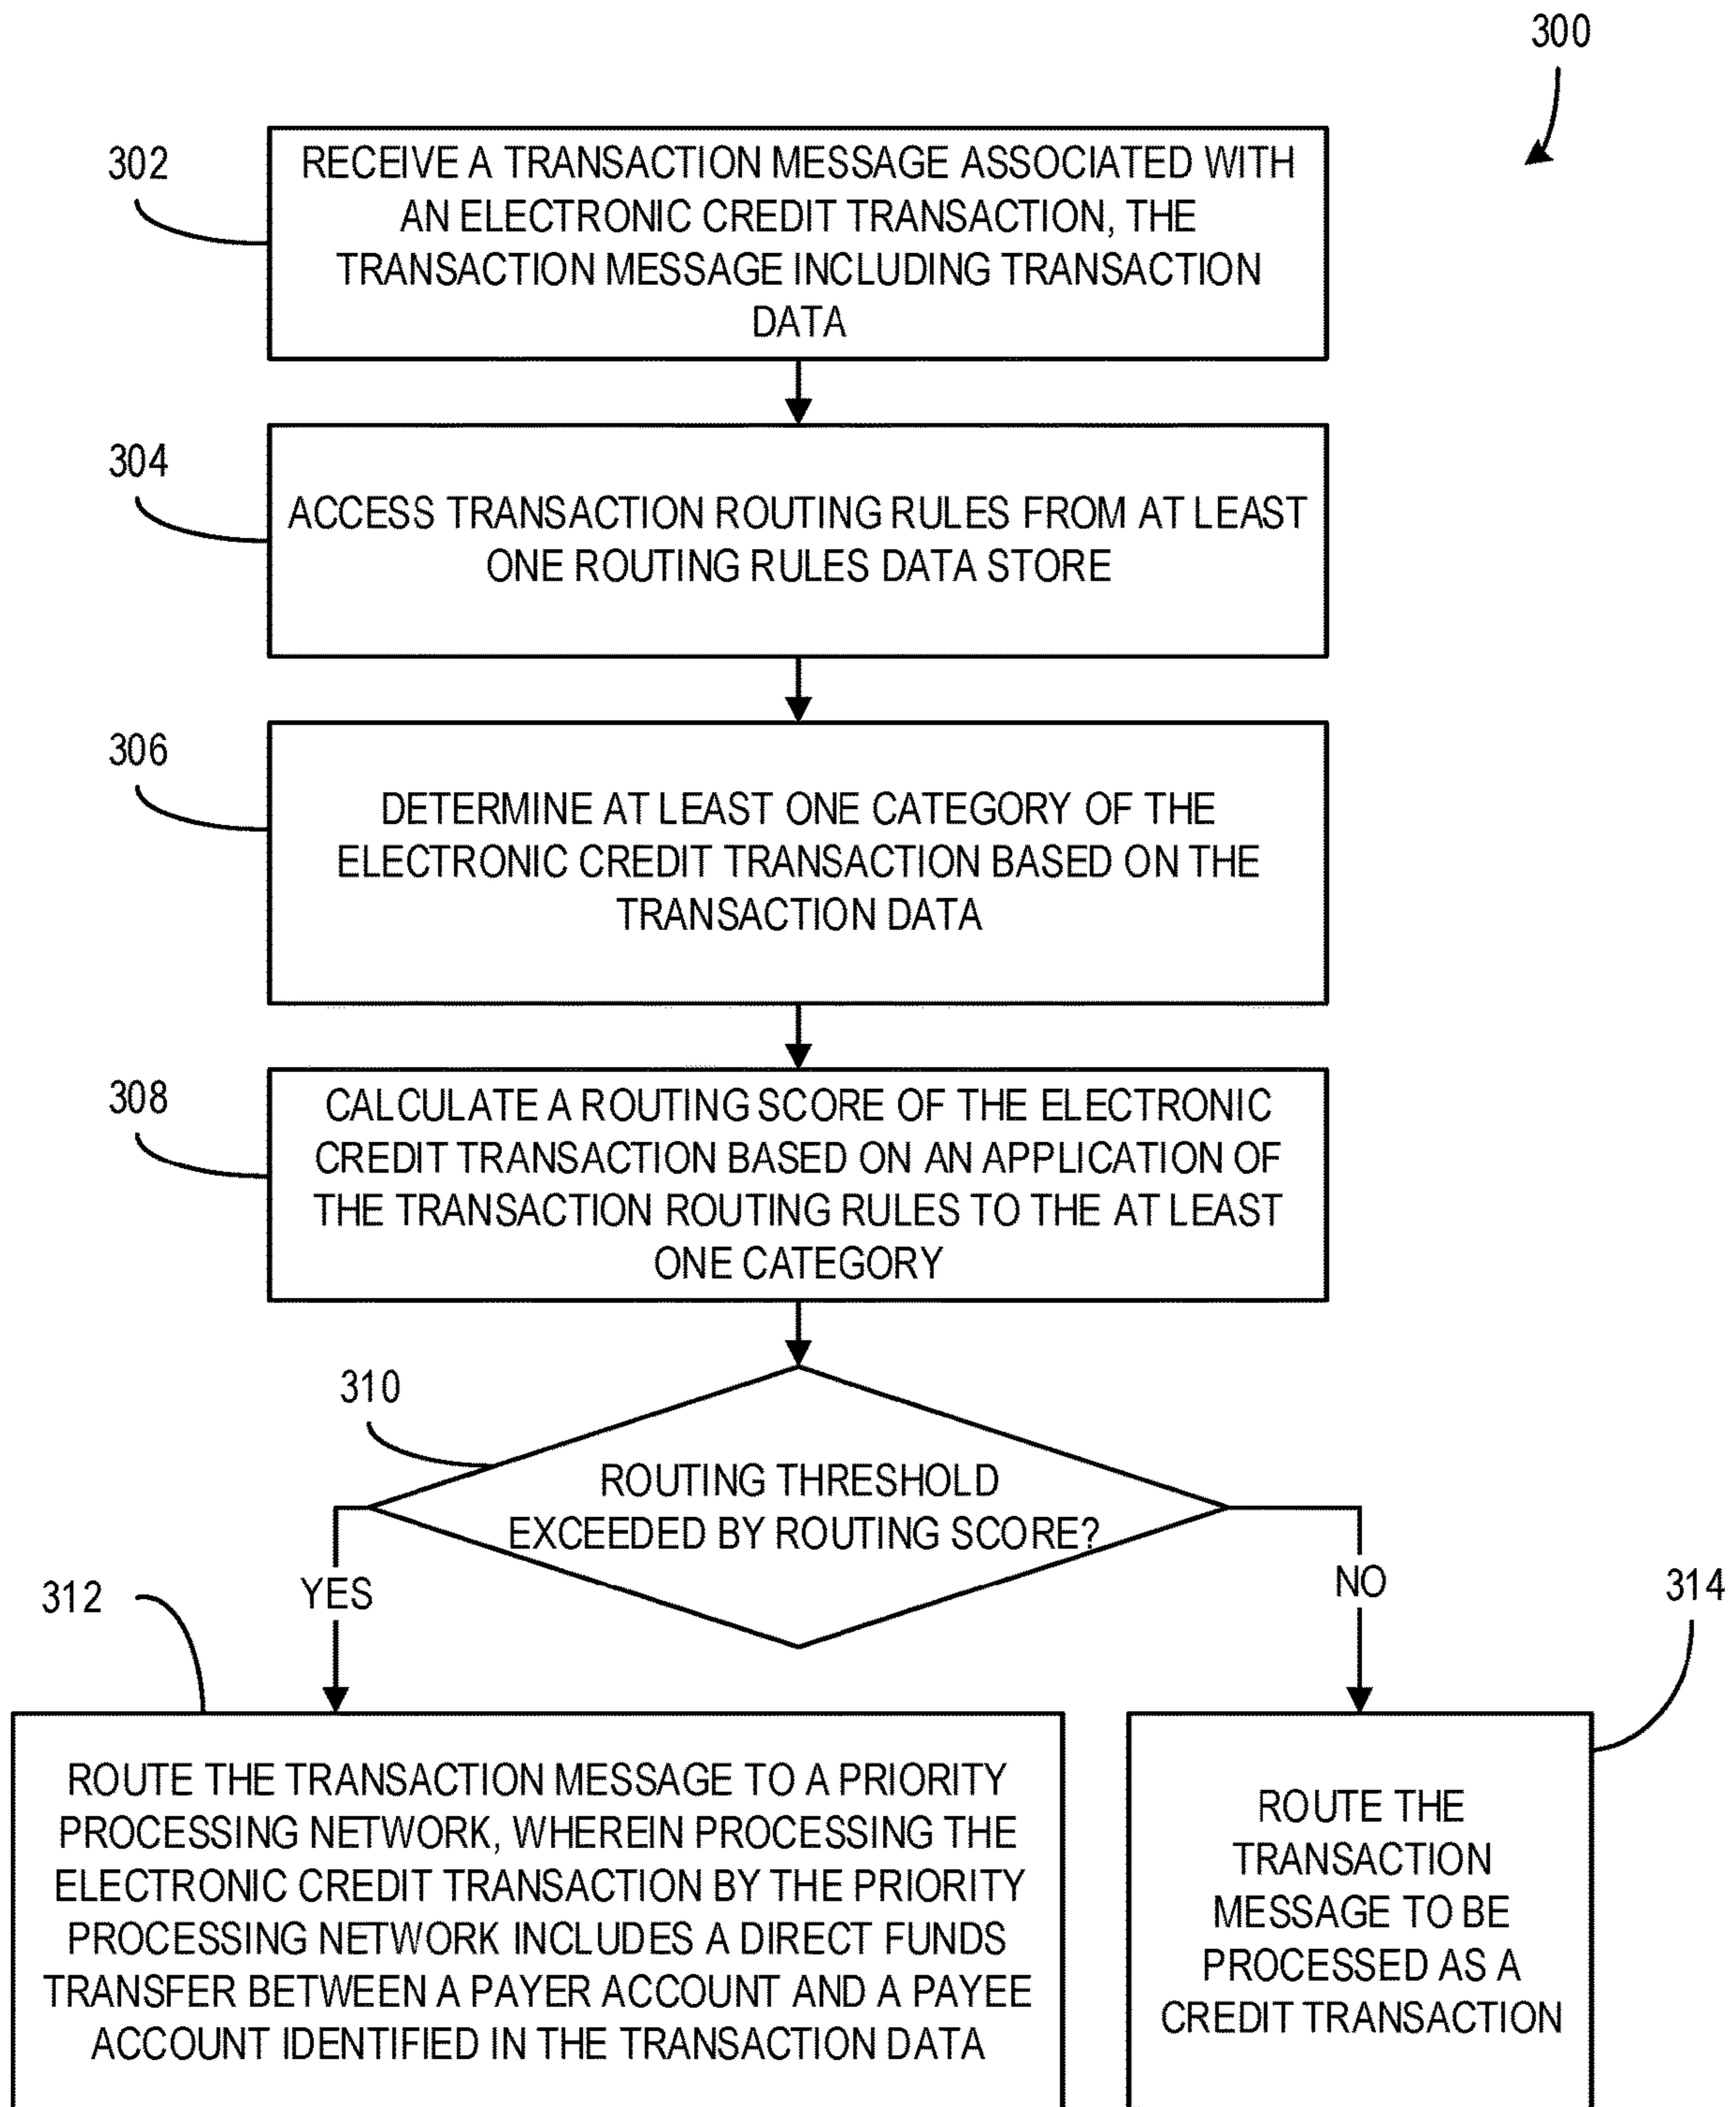 300
302
RECEIVE A TRANSACTION MESSAGE ASSOCIATED WITH
AN ELECTRONIC CREDIT TRANSACTION, THE
TRANSACTION MESSAGE INCLUDING TRANSACTION
DATA
304
ACCESS TRANSACTION ROUTING RULES FROM AT LEAST
ONE ROUTING RULES DATA STORE
306
DETERMINE AT LEAST ONE CATEGORY OF THE
ELECTRONIC CREDIT TRANSACTION BASED ON THE
TRANSACTION DATA
308
CALCULATE A ROUTING SCORE OF THE ELECTRONIC
CREDIT TRANSACTION BASED ON AN APPLICATION OF
THE TRANSACTION ROUTING RULES TO THE AT LEAST
ONE CATEGORY
310
ROUTING THRESHOLD
EXCEEDED BY ROUTING SCORE?
YES
NO
312
ROUTE THE TRANSACTION MESSAGE TO A PRIORITY
PROCESSING NETWORK, WHEREIN PROCESSING THE
ELECTRONIC CREDIT TRANSACTION BY THE PRIORITY
PROCESSING NETWORK INCLUDES A DIRECT FUNDS
TRANSFER BETWEEN A PAYER ACCOUNT AND A PAYEE
ACCOUNT IDENTIFIED IN THE TRANSACTION DATA
314
ROUTE THE
TRANSACTION
MESSAGE TO BE
PROCESSED AS A
CREDIT TRANSACTION